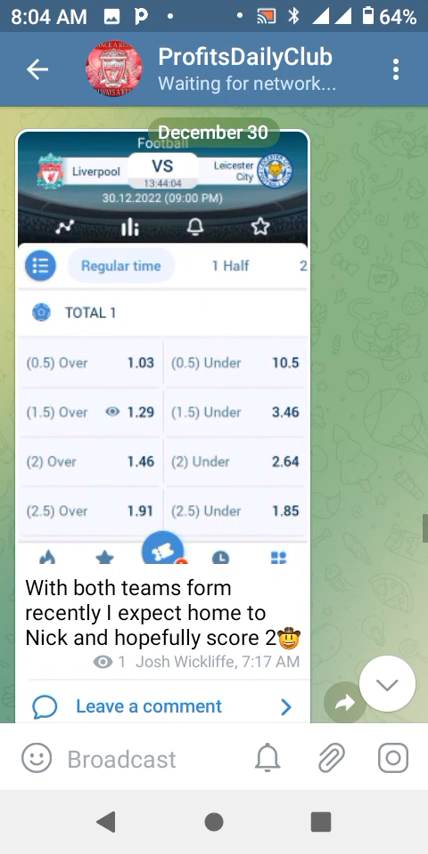 8:04 AM
64%
ProfitsDailyClub
Waiting for network...
December 30
Football
Liverpool
VS
Leicester City
13:44:04
30.12.2022 (09:00 PM)
Regular time 1 Half 2
TOTAL 1
(0.5) Over 1.03 (0.5) Under 10.5
(1.5) Over 1.29 (1.5) Under 3.46
(2) Over 1.46 (2) Under 2.64
(2.5) Over 1.91 (2.5) Under 1.85
With both teams form
recently I expect home to
Nick and hopefully score 2🤠
1 Josh Wickliffe, 7:17 AM
Leave a comment
Broadcast